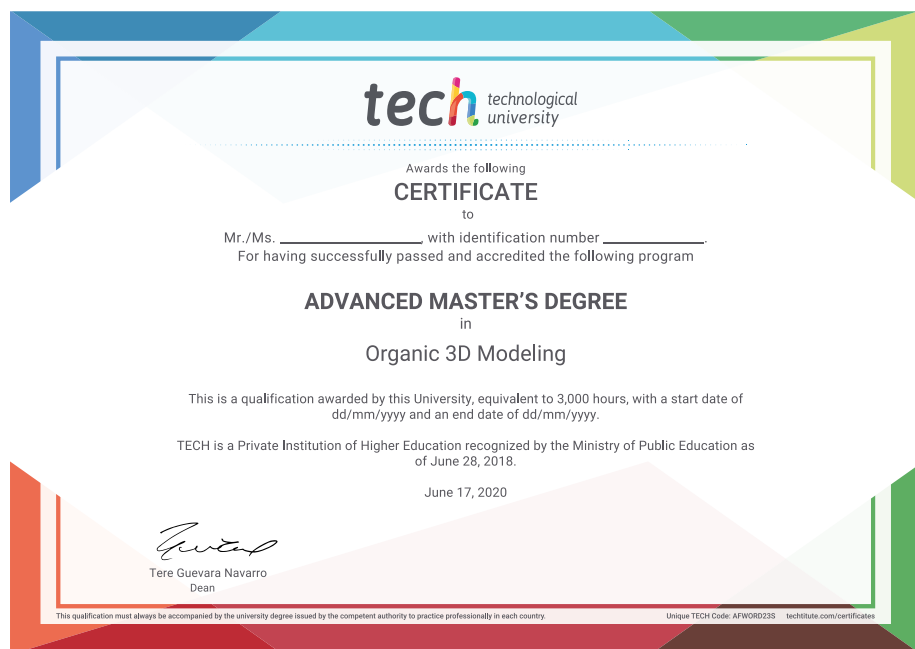 tech technological
university
Awards the following
CERTIFICATE
to
Mr./Ms. ____________________, with identification number ______________.
For having successfully passed and accredited the following program
ADVANCED MASTER'S DEGREE
in
Organic 3D Modeling
This is a qualification awarded by this University, equivalent to 3,000 hours, with a start date of
dd/mm/yyyy and an end date of dd/mm/yyyy.
TECH is a Private Institution of Higher Education recognized by the Ministry of Public Education as
of June 28, 2018.
June 17, 2020
Tere Guevara Navarro
Dean
This qualification must always be accompanied by the university degree issued by the competent authority to practice professionally in each country.
Unique TECH Code: AFWORD23S techtitute.com/certificates